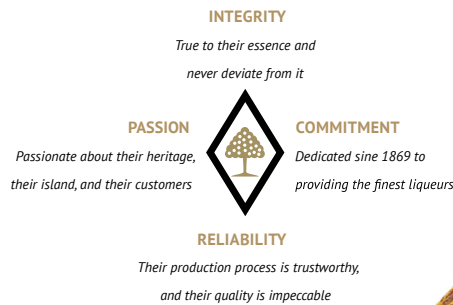 INTEGRITY
True to their essence and
never deviate from it
PASSION
Passionate about their heritage,
their island, and their customers
COMMITMENT
Dedicated sine 1869 to
providing the finest liqueurs
RELIABILITY
Their production process is trustworthy,
and their quality is impeccable